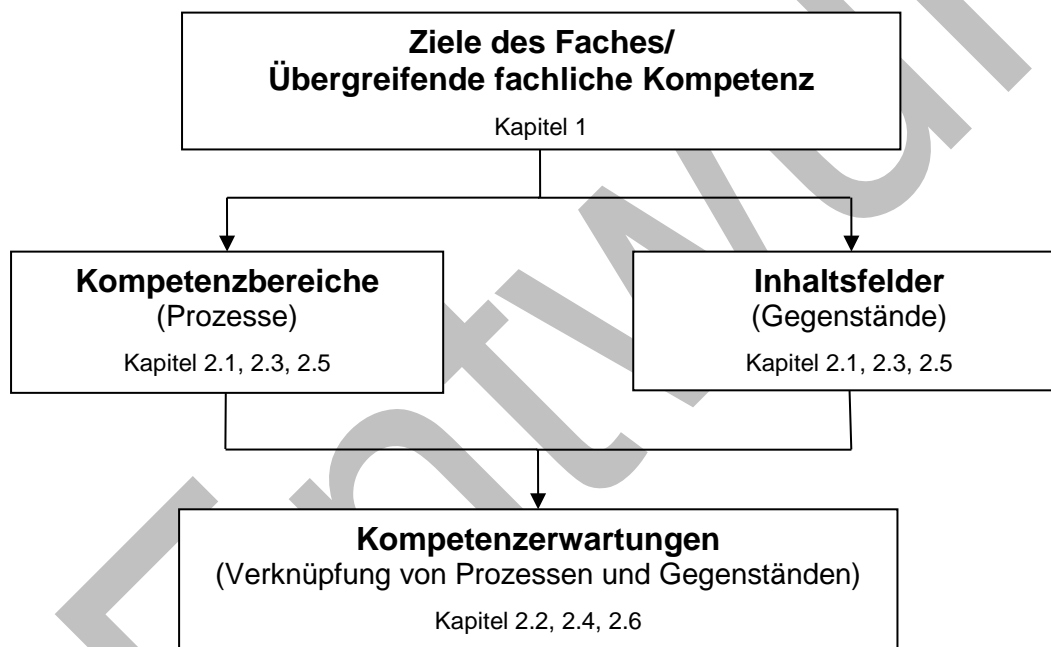 Ziele des Faches/
Übergreifende fachliche Kompetenz
Kapitel 1
Kompetenzbereiche
(Prozesse)
Kapitel 2.1, 2.3, 2.5
Inhaltsfelder
(Gegenstände)
Kapitel 2.1, 2.3, 2.5
Kompetenzerwartungen
(Verknüpfung von Prozessen und Gegenständen)
Kapitel 2.2, 2.4, 2.6